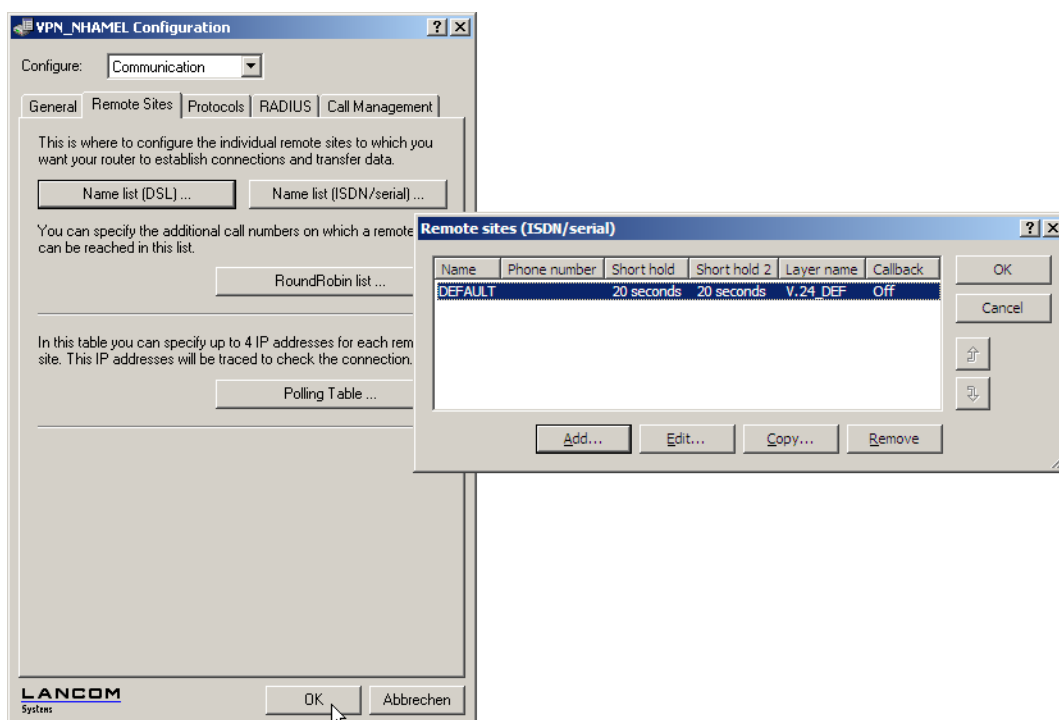 VPN_NHAMEL Configuration
Configure: Communication
General Remote Sites Protocols RADIUS Call Management
This is where to configure the individual remote sites to which you
want your router to establish connections and transfer data.
Name list (DSL) ... Name list (ISDN/serial) ...
You can specify the additional call numbers on which a remote
can be reached in this list.
RoundRobin list ...
In this table you can specify up to 4 IP addresses for each rem
site. This IP addresses will be traced to check the connection.
Polling Table ...
LANCOM
Systems
OK Abbrechen
Remote sites (ISDN/serial)
Name Phone number Short hold Short hold 2 Layer name Callback
DEFAULT 20 seconds 20 seconds V.24_DEF Off
OK
Cancel
Add... Edit... Copy... Remove